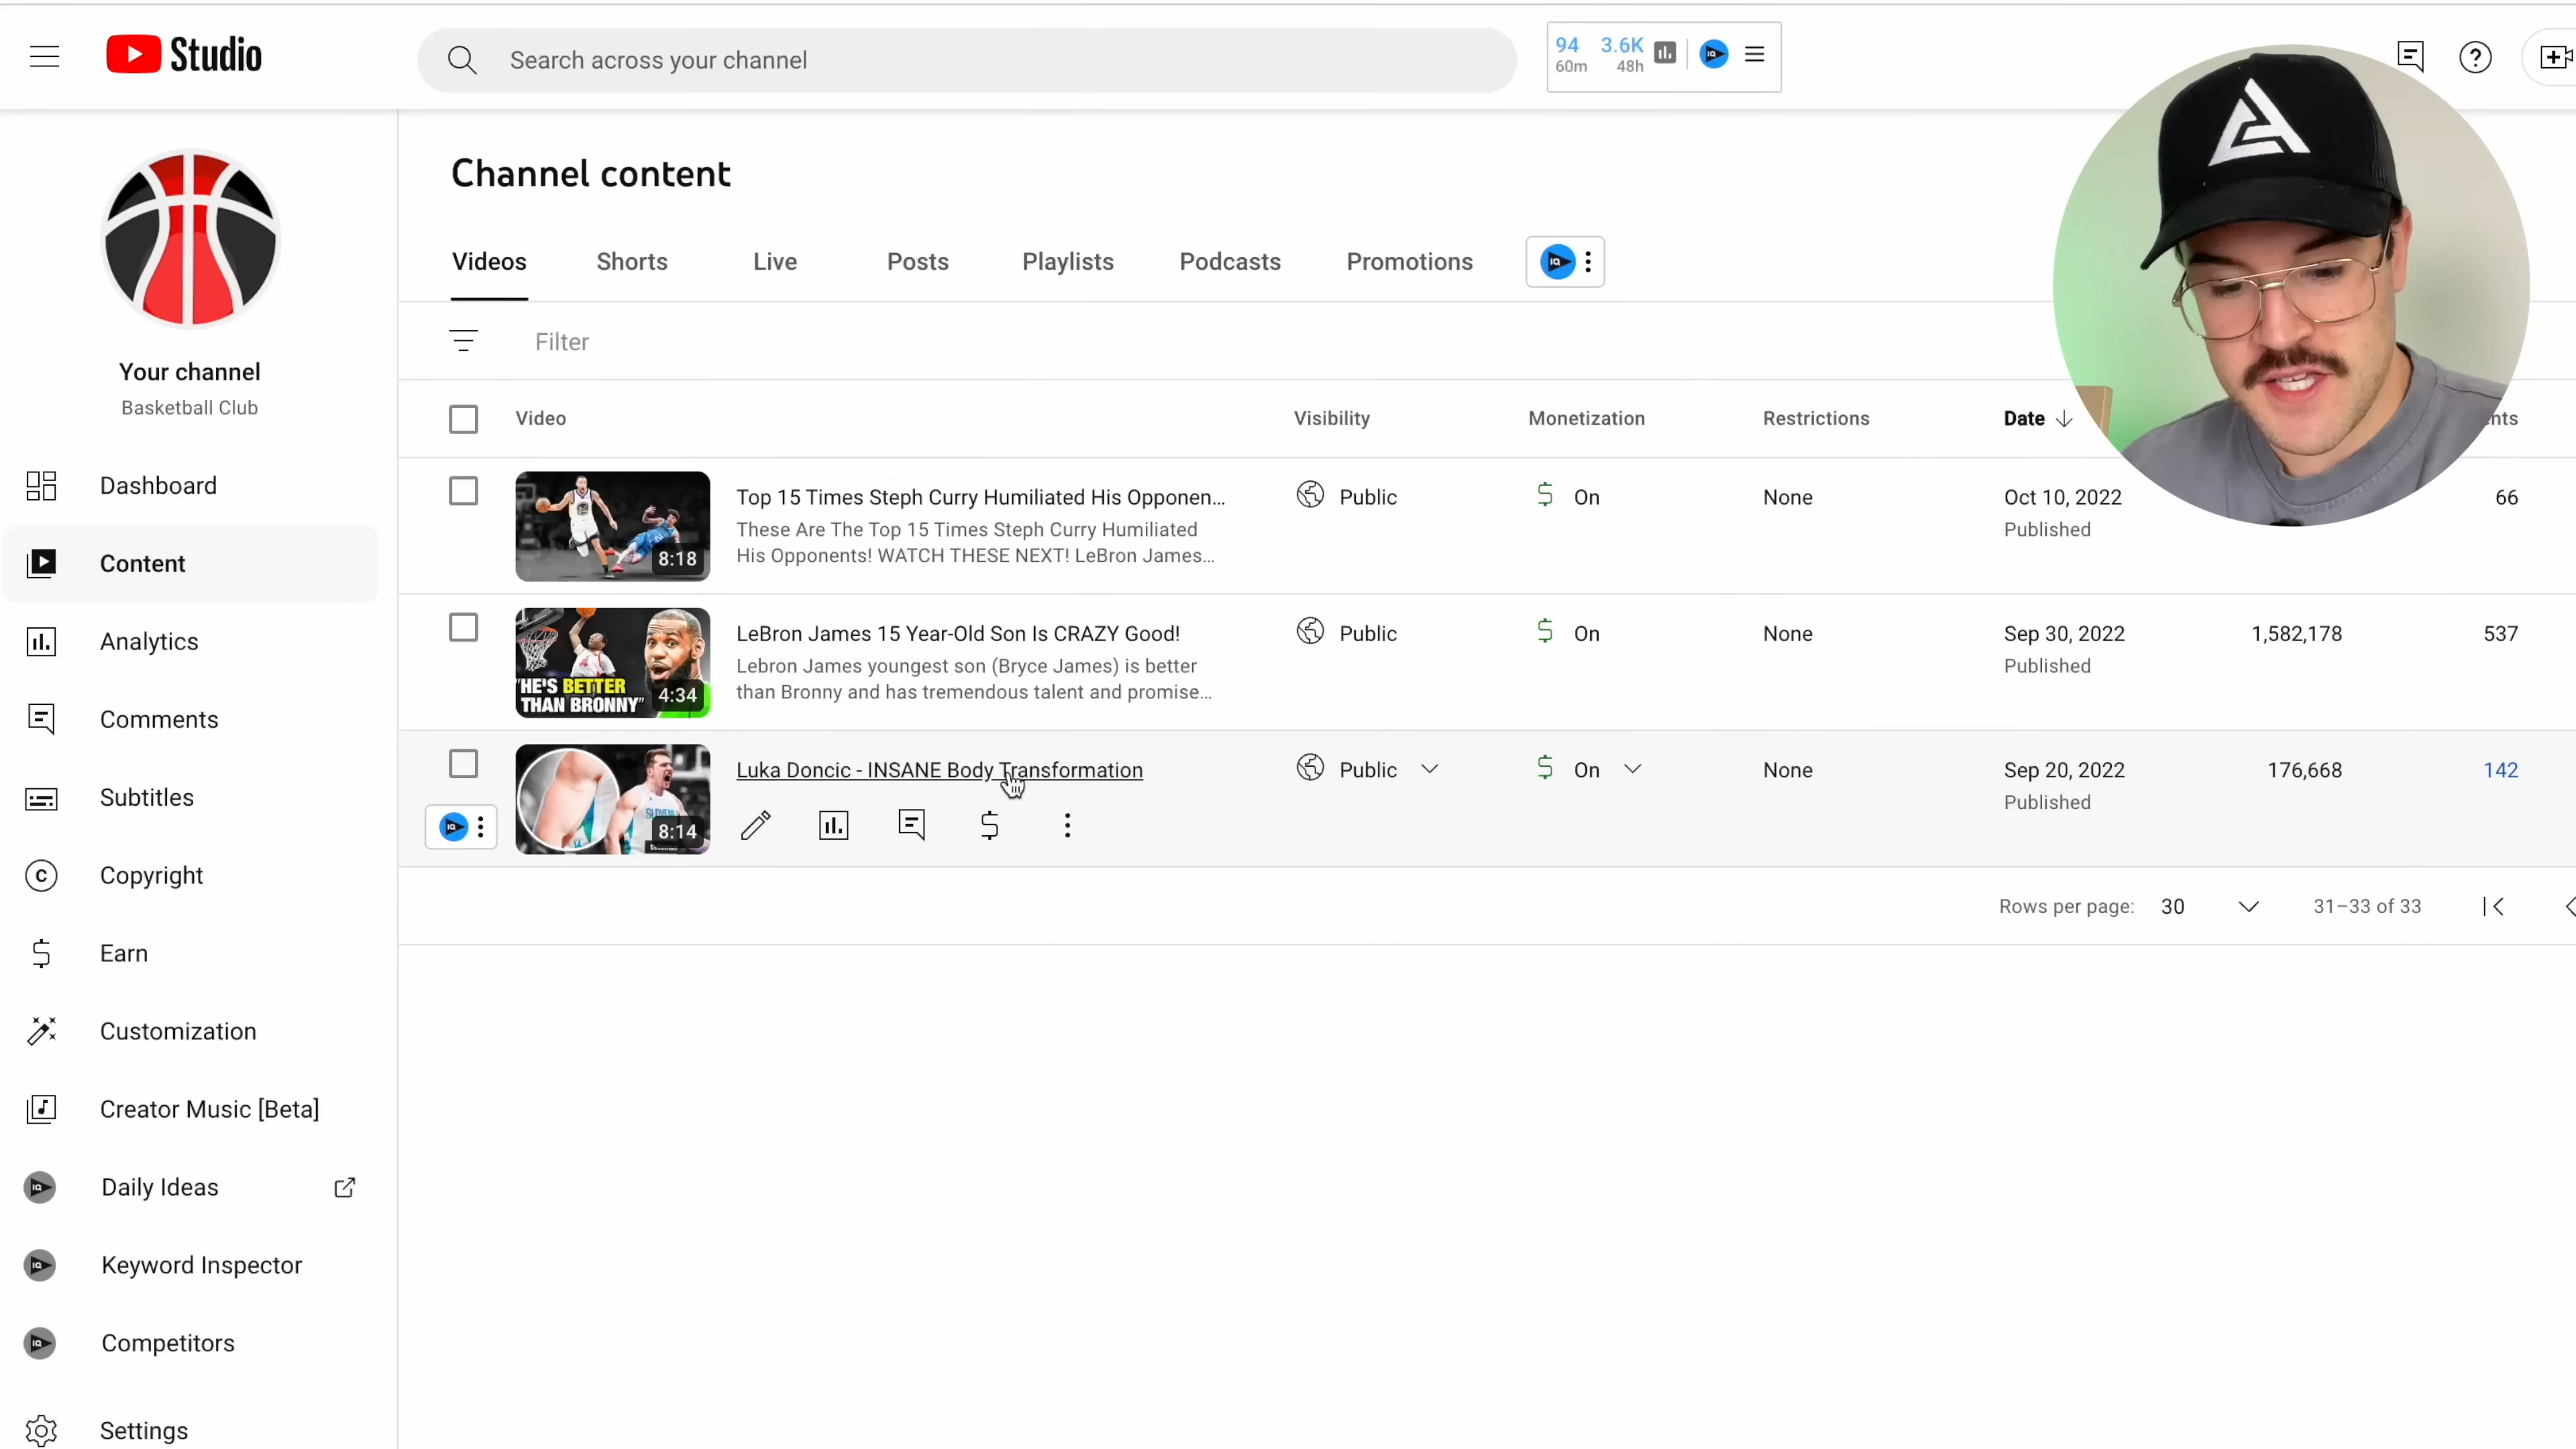 Studio
Search across your channel
94 3.6K
60m 48h
Channel content
Videos Shorts Live Posts Playlists Podcasts Promotions
Filter
Your channel
Basketball Club
Dashboard
Content
Analytics
Comments
Subtitles
Copyright
Earn
Customization
Creator Music [Beta]
Daily Ideas
Keyword Inspector
Competitors
Settings
Video Visibility Monetization Restrictions Date nts
8:18
Top 15 Times Steph Curry Humiliated His Opponen... Public On None Oct 10, 2022 66
These Are The Top 15 Times Steph Curry Humiliated Published
His Opponents! WATCH THESE NEXT! LeBron James...
"HE'S BETTER
THAN BRONNY"
4:34
LeBron James 15 Year-Old Son Is CRAZY Good! Public On None Sep 30, 2022 1,582,178 537
Lebron James youngest son (Bryce James) is better Published
than Bronny and has tremendous talent and promise...
8:14
Luka Doncic - INSANE Body Transformation Public On None Sep 20, 2022 176,668 142
Published
Rows per page: 30 31–33 of 33